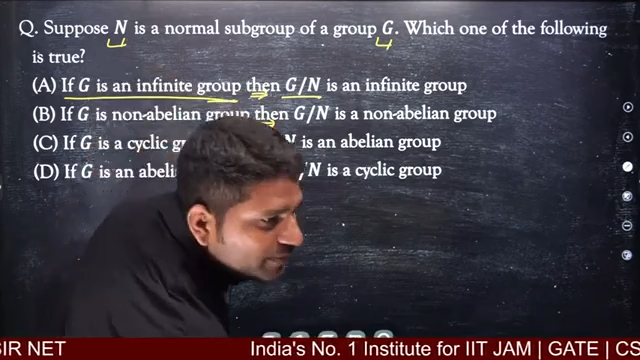 Q. Suppose N is a normal subgroup of a group G. Which one of the following
is true?
(A) If G is an infinite group then G/N is an infinite group
(B) If G is non-abelian group then G/N is a non-abelian group
(C) If G is a cyclic N is an abelian group
(D) If G is an /N is a cyclic group
SIR NET India's No. 1 Institute for IIT JAM | GATE | CS